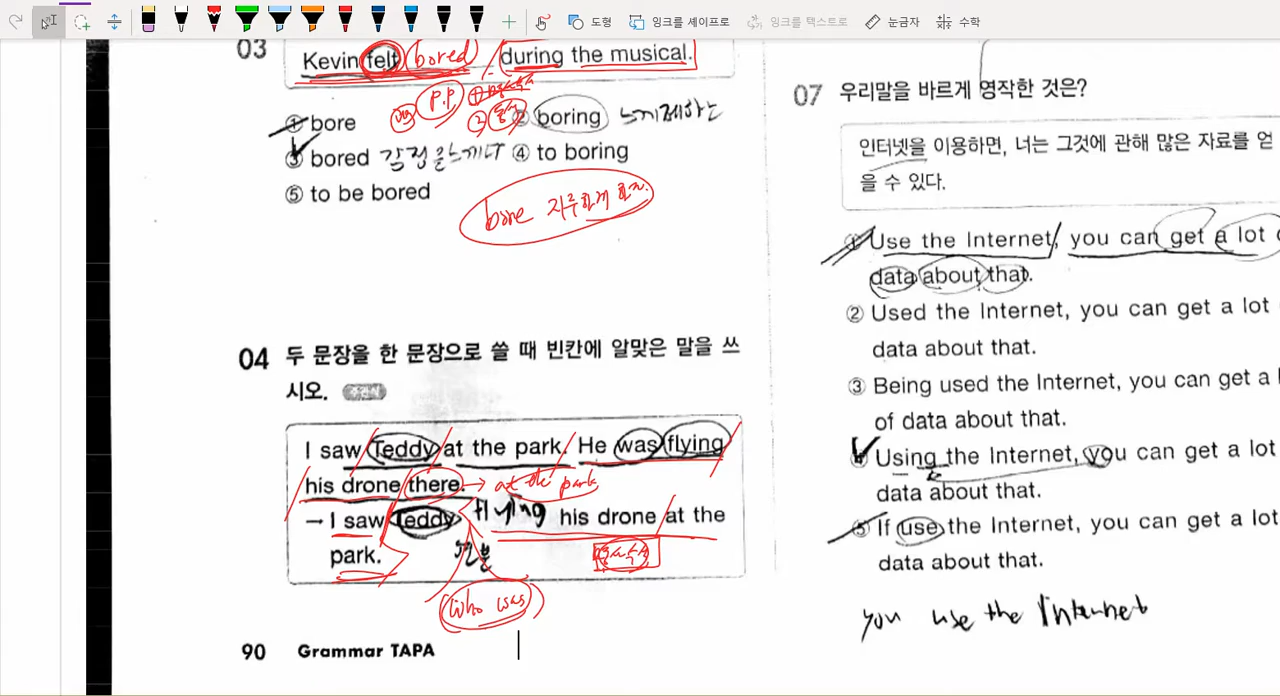 도형
잉크를 셰이프로
잉크를 텍스트로
눈금자
수학
03
Kevin felt bored / during the musical.
p.p
① bore
② boring 느끼게하는
③ bored 감정을느끼다 ④ to boring
⑤ to be bored
bore 지루하게 하다.
04 두 문장을 한 문장으로 쓸 때 빈칸에 알맞은 말을 쓰
시오. 주관식
I saw Teddy at the park. He was flying
his drone there. → at the park
→ I saw Teddy flying his drone at the
park.
보
(who was)
90 Grammar TAPA
07 우리말을 바르게 영작한 것은?
인터넷을 이용하면, 너는 그것에 관해 많은 자료를 얻
을 수 있다.
① Use the Internet, you can get a lot
data about that.
② Used the Internet, you can get a lot
data about that.
③ Being used the Internet, you can get a
of data about that.
Using the Internet, you can get a lot
data about that.
⑤ If use the Internet, you can get a lot
data about that.
you use the Internet